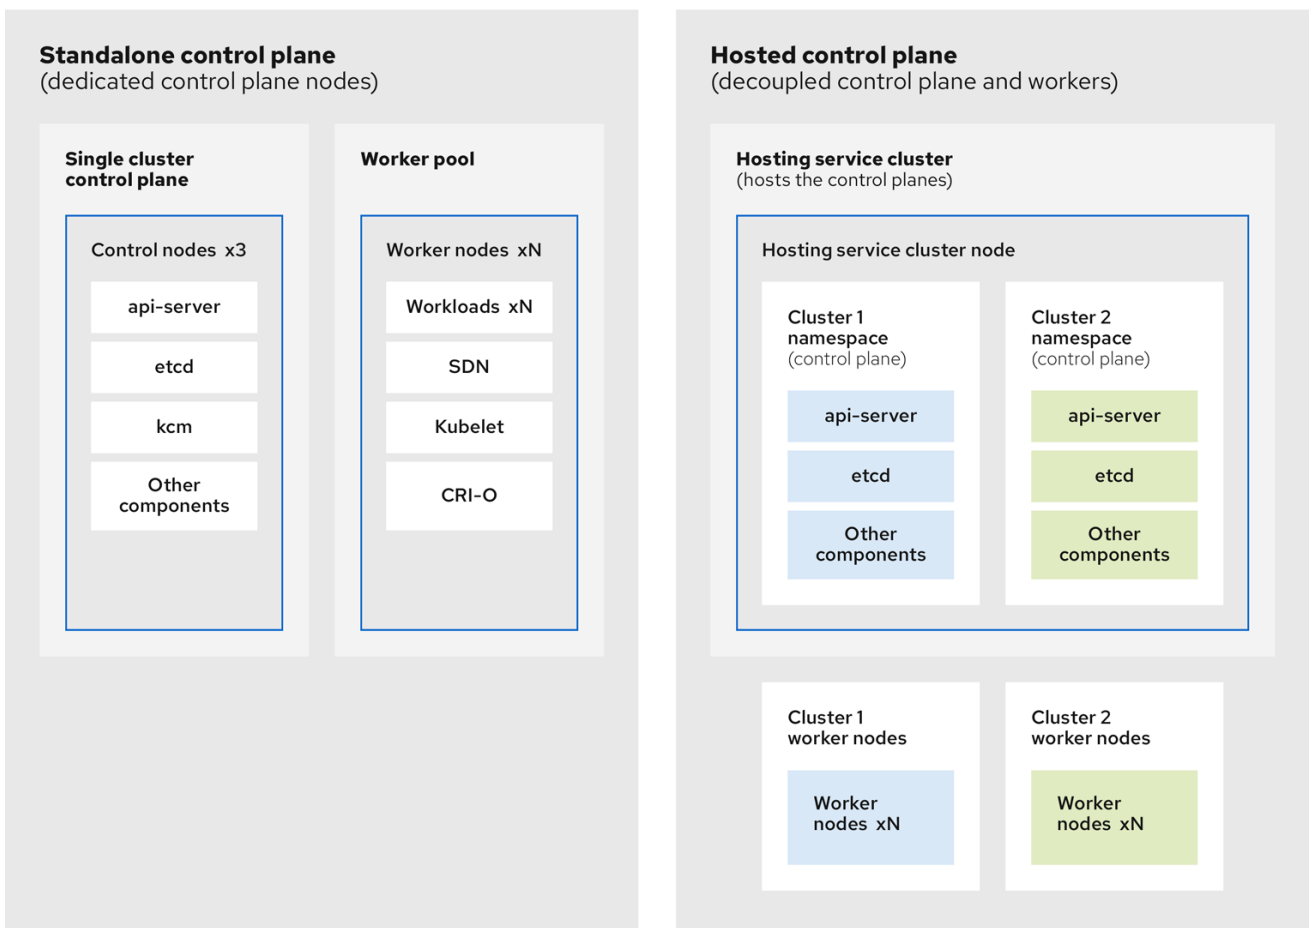 Standalone control plane
(dedicated control plane nodes)
Single cluster
control plane
Control nodes x3
api-server
etcd
kcm
Other
components
Worker pool
Worker nodes xN
Workloads xN
SDN
Kubelet
CRI-O
Hosted control plane
(decoupled control plane and workers)
Hosting service cluster
(hosts the control planes)
Hosting service cluster node
Cluster 1
namespace
(control plane)
api-server
etcd
Other
components
Cluster 2
namespace
(control plane)
api-server
etcd
Other
components
Cluster 1
worker nodes
Worker
nodes xN
Cluster 2
worker nodes
Worker
nodes xN